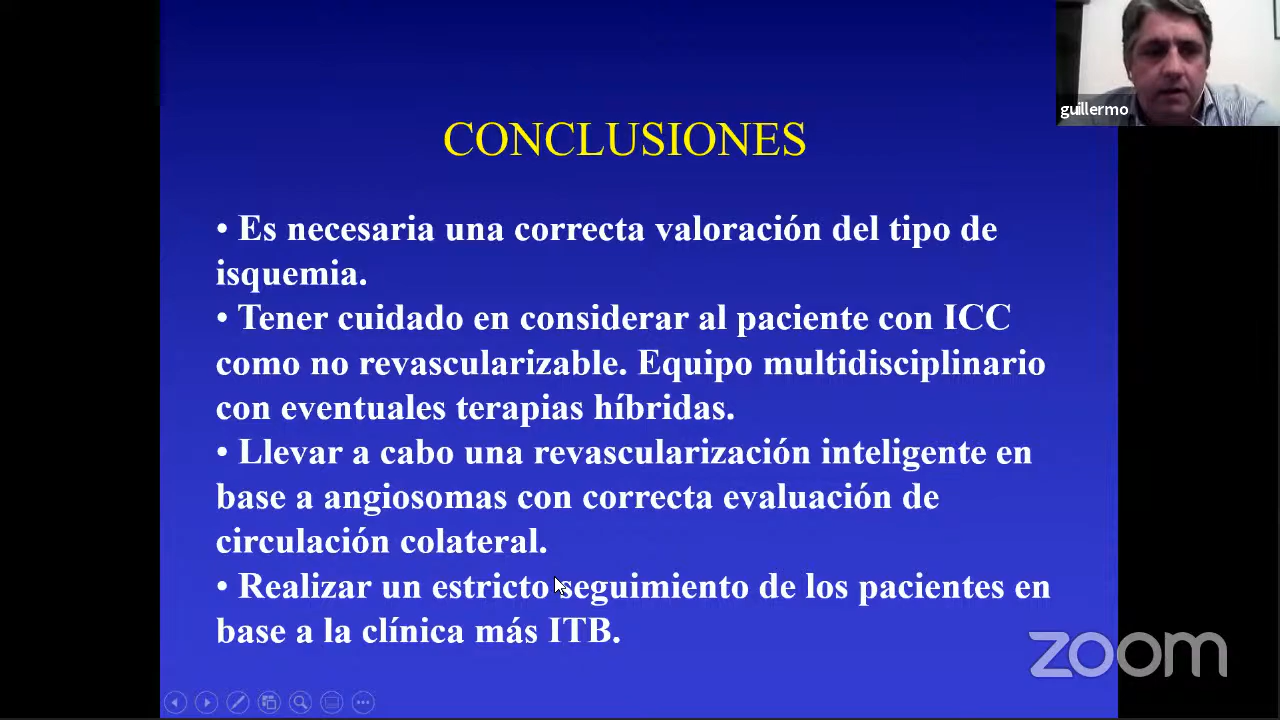 guillermo
CONCLUSIONES
• Es necesaria una correcta valoración del tipo de
isquemia.
• Tener cuidado en considerar al paciente con ICC
como no revascularizable. Equipo multidisciplinario
con eventuales terapias híbridas.
• Llevar a cabo una revascularización inteligente en
base a angiosomas con correcta evaluación de
circulación colateral.
• Realizar un estricto seguimiento de los pacientes en
base a la clínica más ITB.
zoom